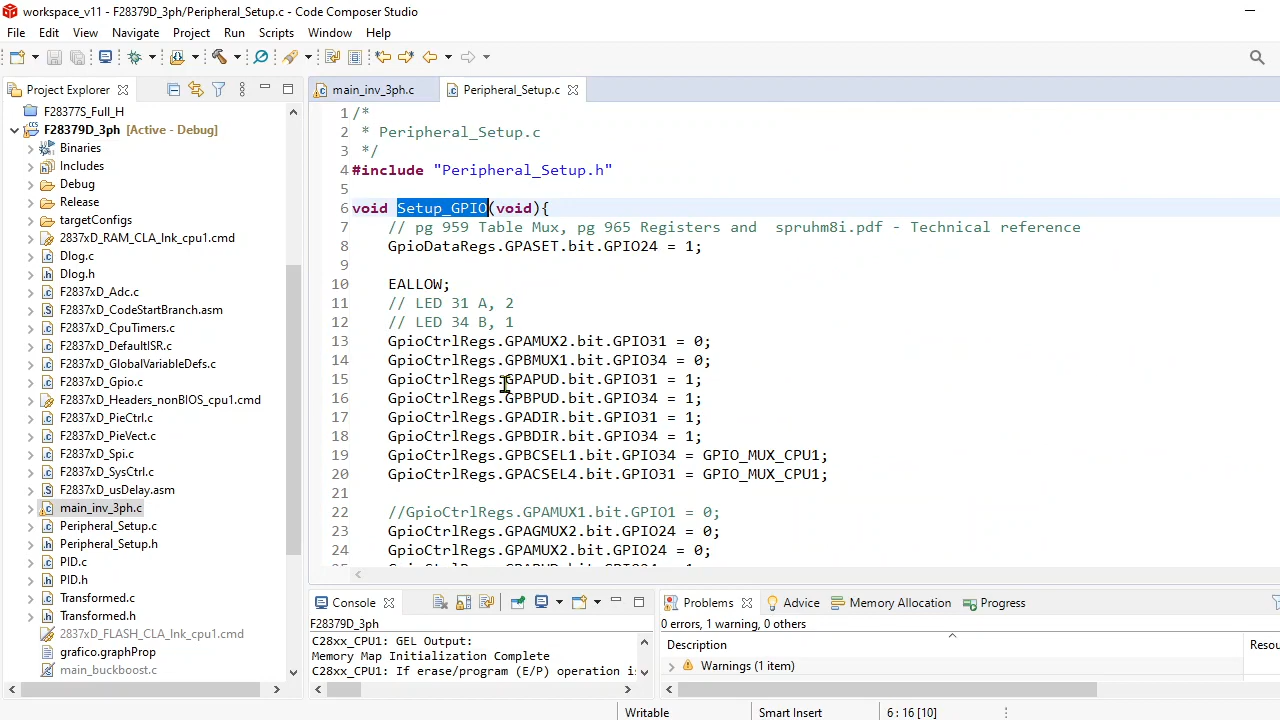 workspace_v11 - F28379D_3ph/Peripheral_Setup.c - Code Composer Studio
File Edit View Navigate Project Run Scripts Window Help
Project Explorer
F28377S_Full_H
F28379D_3ph [Active - Debug]
Binaries
Includes
Debug
Release
targetConfigs
2837xD_RAM_CLA_lnk_cpu1.cmd
Dlog.c
Dlog.h
F2837xD_Adc.c
F2837xD_CodeStartBranch.asm
F2837xD_CpuTimers.c
F2837xD_DefaultISR.c
F2837xD_GlobalVariableDefs.c
F2837xD_Gpio.c
F2837xD_Headers_nonBIOS_cpu1.cmd
F2837xD_PieCtrl.c
F2837xD_PieVect.c
F2837xD_Spi.c
F2837xD_SysCtrl.c
F2837xD_usDelay.asm
main_inv_3ph.c
Peripheral_Setup.c
Peripheral_Setup.h
PID.c
PID.h
Transformed.c
Transformed.h
2837xD_FLASH_CLA_lnk_cpu1.cmd
grafico.graphProp
main_buckboost.c
main_inv_3ph.c Peripheral_Setup.c
1 /*
2  * Peripheral_Setup.c
3  */
4 #include "Peripheral_Setup.h"
5
6 void Setup_GPIO(void){
7 // pg 959 Table Mux, pg 965 Registers and  spruhm8i.pdf - Technical reference
8 GpioDataRegs.GPASET.bit.GPIO24 = 1;
9
10 EALLOW;
11 // LED 31 A, 2
12 // LED 34 B, 1
13 GpioCtrlRegs.GPAMUX2.bit.GPIO31 = 0;
14 GpioCtrlRegs.GPBMUX1.bit.GPIO34 = 0;
15 GpioCtrlRegs.GPAPUD.bit.GPIO31 = 1;
16 GpioCtrlRegs.GPBPUD.bit.GPIO34 = 1;
17 GpioCtrlRegs.GPADIR.bit.GPIO31 = 1;
18 GpioCtrlRegs.GPBDIR.bit.GPIO34 = 1;
19 GpioCtrlRegs.GPBCSEL1.bit.GPIO34 = GPIO_MUX_CPU1;
20 GpioCtrlRegs.GPACSEL4.bit.GPIO31 = GPIO_MUX_CPU1;
21
22 //GpioCtrlRegs.GPAMUX1.bit.GPIO1 = 0;
23 GpioCtrlRegs.GPAGMUX2.bit.GPIO24 = 0;
24 GpioCtrlRegs.GPAMUX2.bit.GPIO24 = 0;
Console
F28379D_3ph
C28xx_CPU1: GEL Output:
Memory Map Initialization Complete
C28xx_CPU1: If erase/program (E/P) operation is
Problems Advice Memory Allocation Progress
0 errors, 1 warning, 0 others
Description Resou
Warnings (1 item)
Writable Smart Insert 6 : 16 [10]